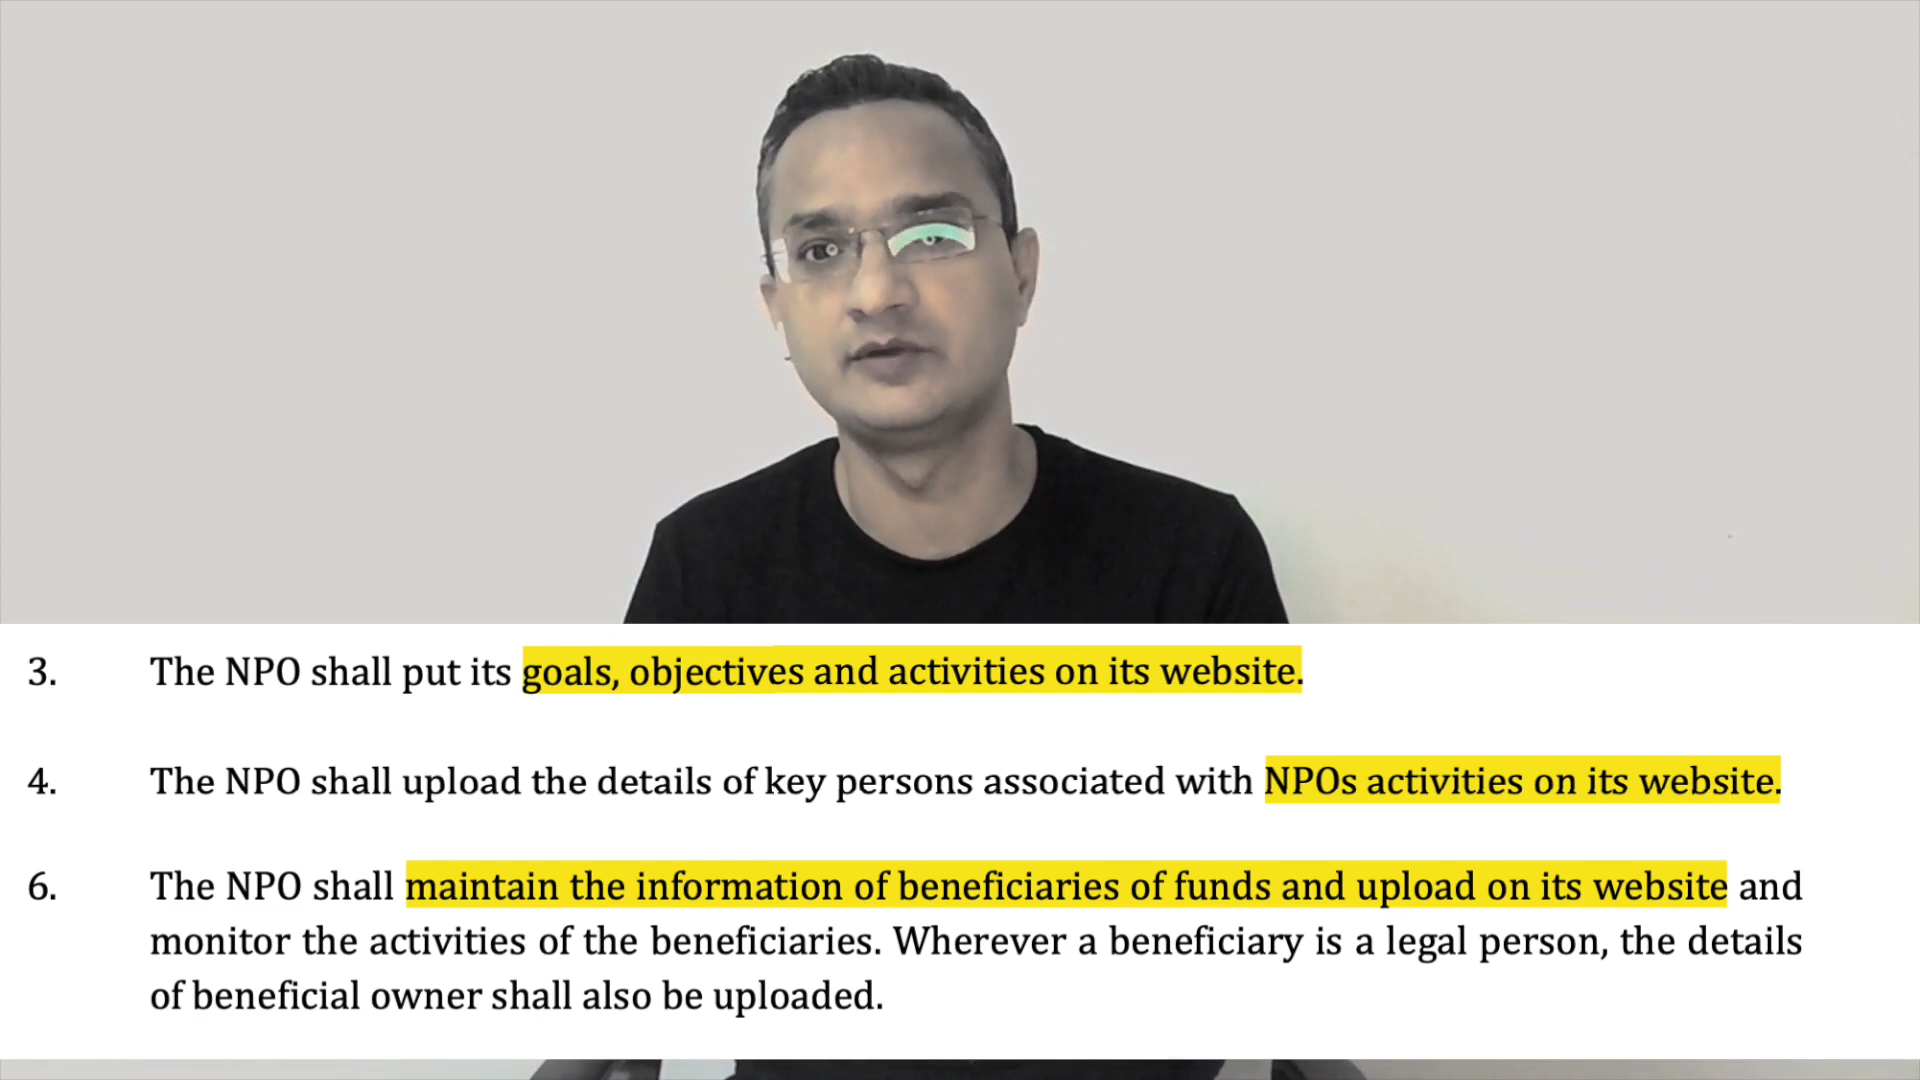 3. The NPO shall put its goals, objectives and activities on its website.
4. The NPO shall upload the details of key persons associated with NPOs activities on its website.
6. The NPO shall maintain the information of beneficiaries of funds and upload on its website and
monitor the activities of the beneficiaries. Wherever a beneficiary is a legal person, the details
of beneficial owner shall also be uploaded.